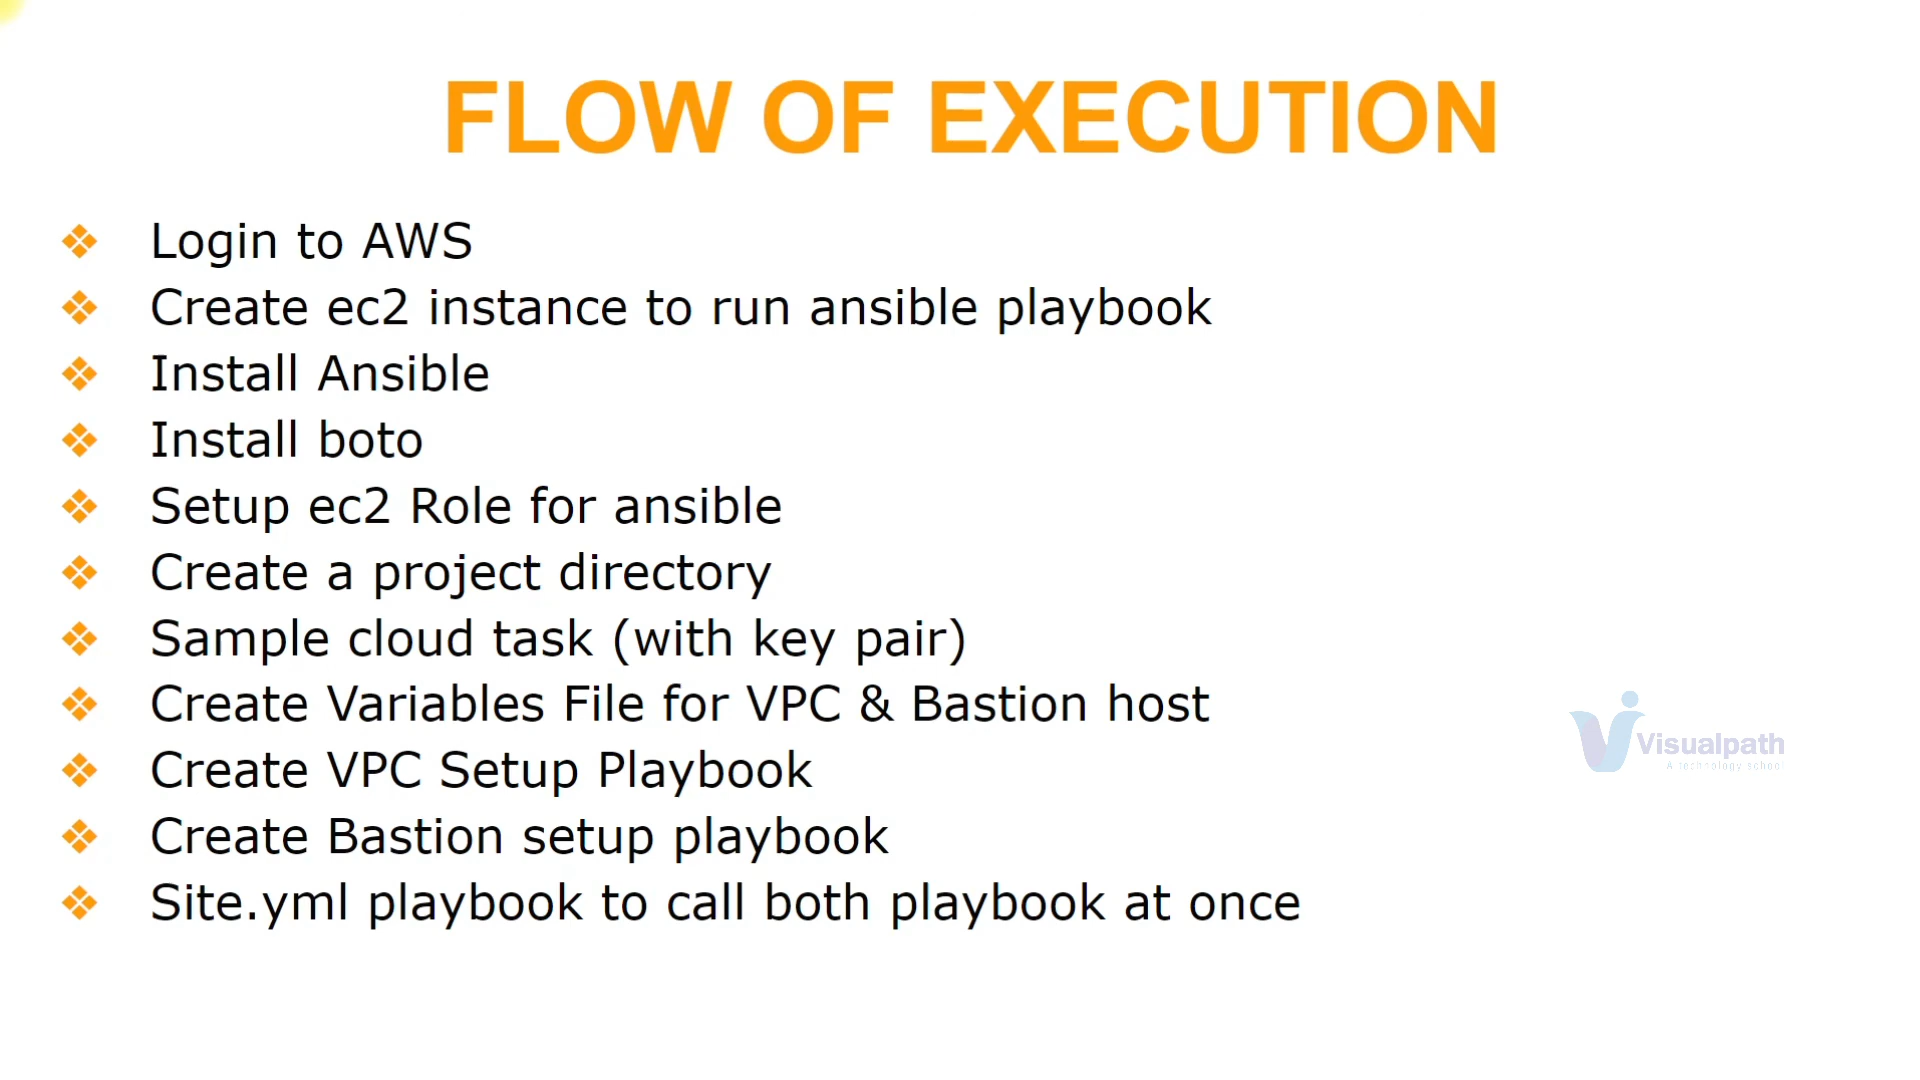 FLOW OF EXECUTION
Login to AWS
Create ec2 instance to run ansible playbook
Install Ansible
Install boto
Setup ec2 Role for ansible
Create a project directory
Sample cloud task (with key pair)
Create Variables File for VPC & Bastion host
Create VPC Setup Playbook
Create Bastion setup playbook
Site.yml playbook to call both playbook at once
Visualpath
A technology school